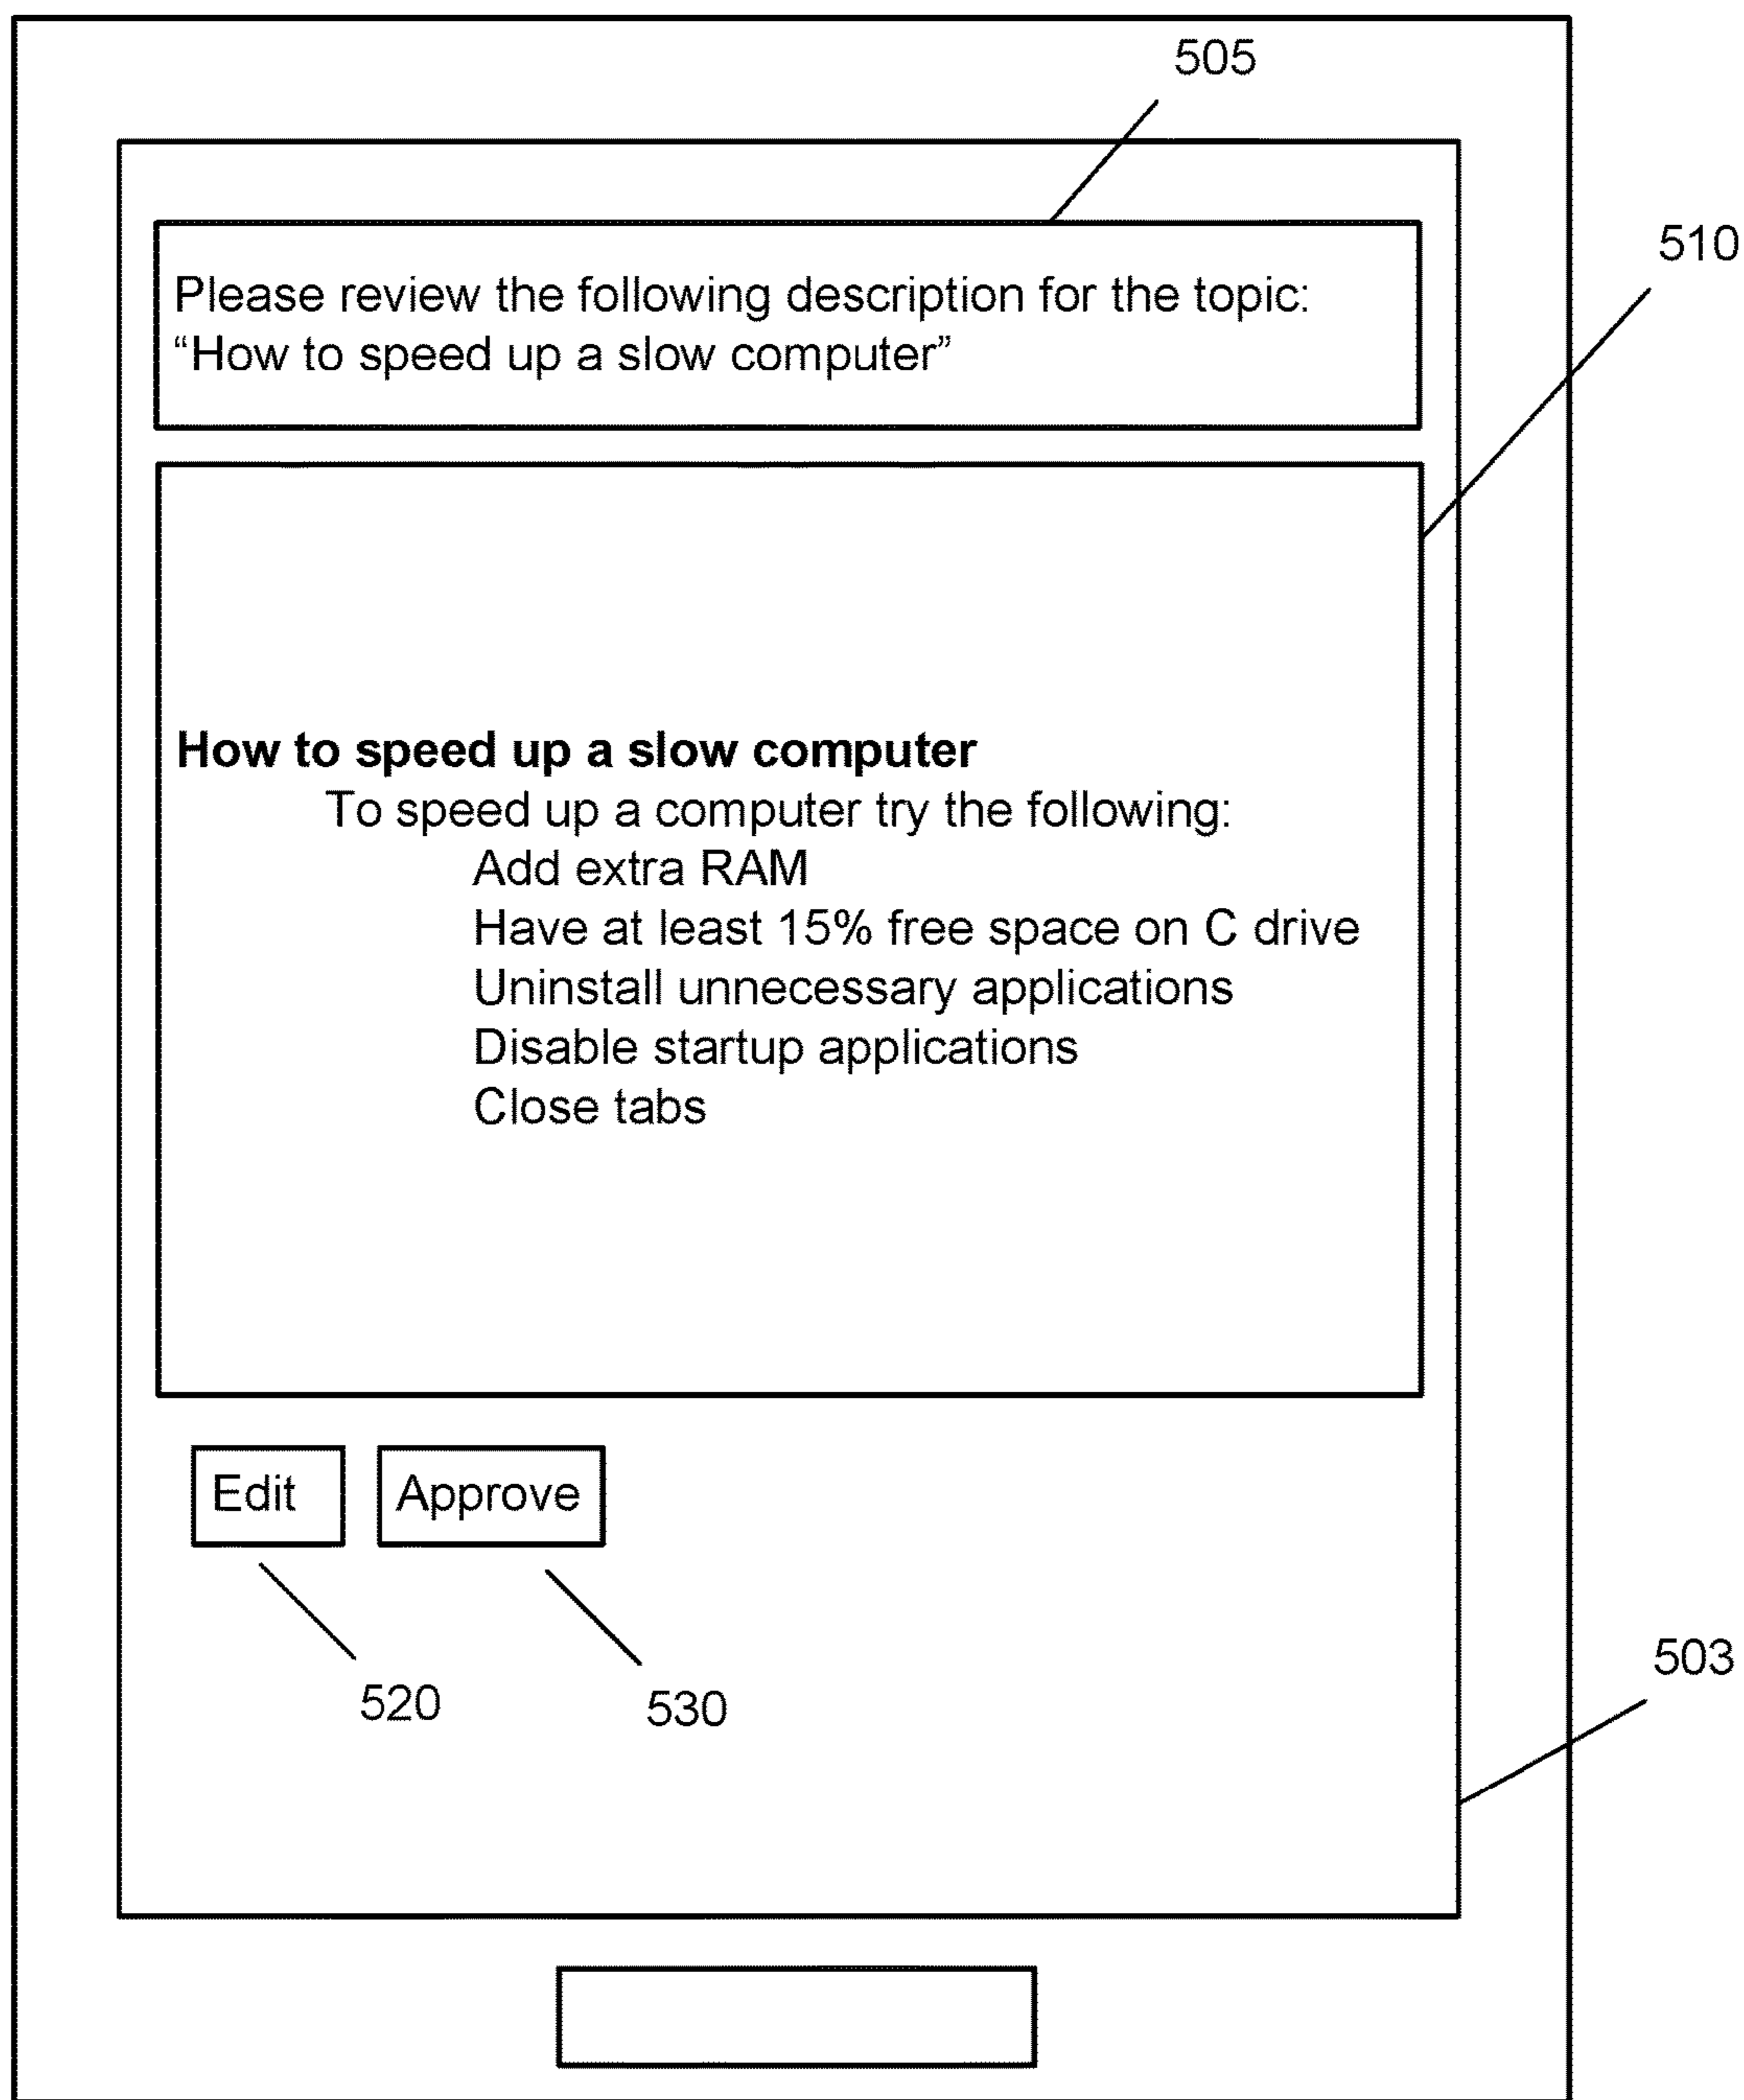 505
510
Please review the following description for the topic:
“How to speed up a slow computer”
How to speed up a slow computer
To speed up a computer try the following:
Add extra RAM
Have at least 15% free space on C drive
Uninstall unnecessary applications
Disable startup applications
Close tabs
Edit
Approve
503
520
530